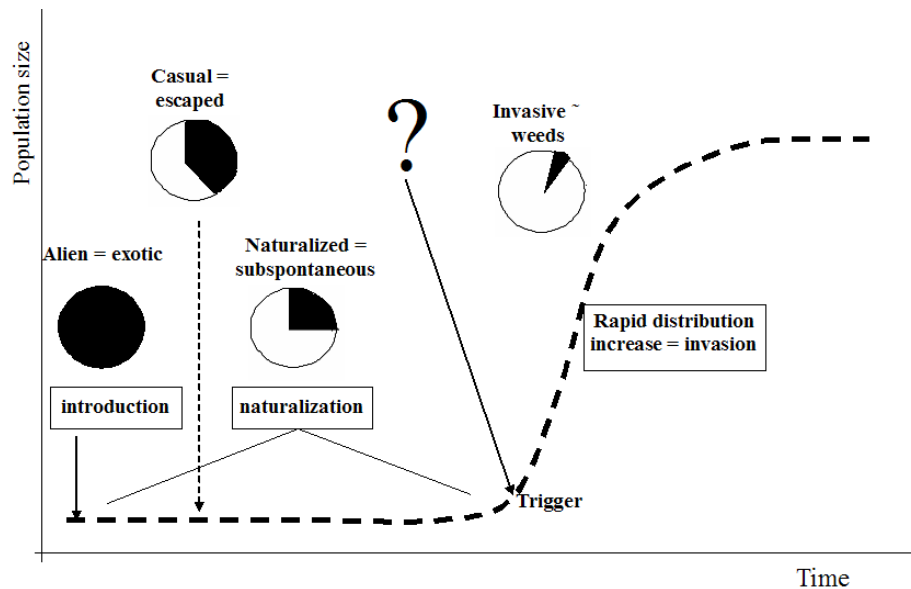 Population size
Casual =
escaped
?
Invasive ~
weeds
Alien = exotic
Naturalized =
subspontaneous
Rapid distribution
increase = invasion
introduction
naturalization
Trigger
Time